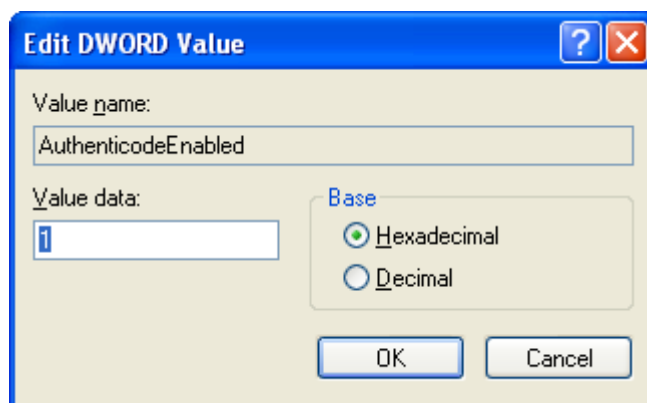 Edit DWORD Value
Value name:
AuthenticodeEnabled
Value data:
1
Base
Hexadecimal
Decimal
OK
Cancel